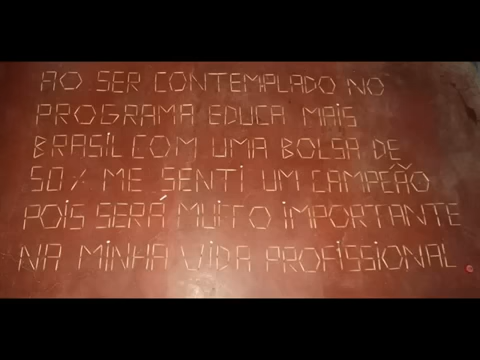 AO SER CONTEMPLADO NO
PROGRAMA EDUCA MAIS
BRASIL COM UMA BOLSA DE
50% ME SENTI UM CAMPEÃO
POIS SERÁ MUITO IMPORTANTE
NA MINHA VIDA PROFISSIONAL